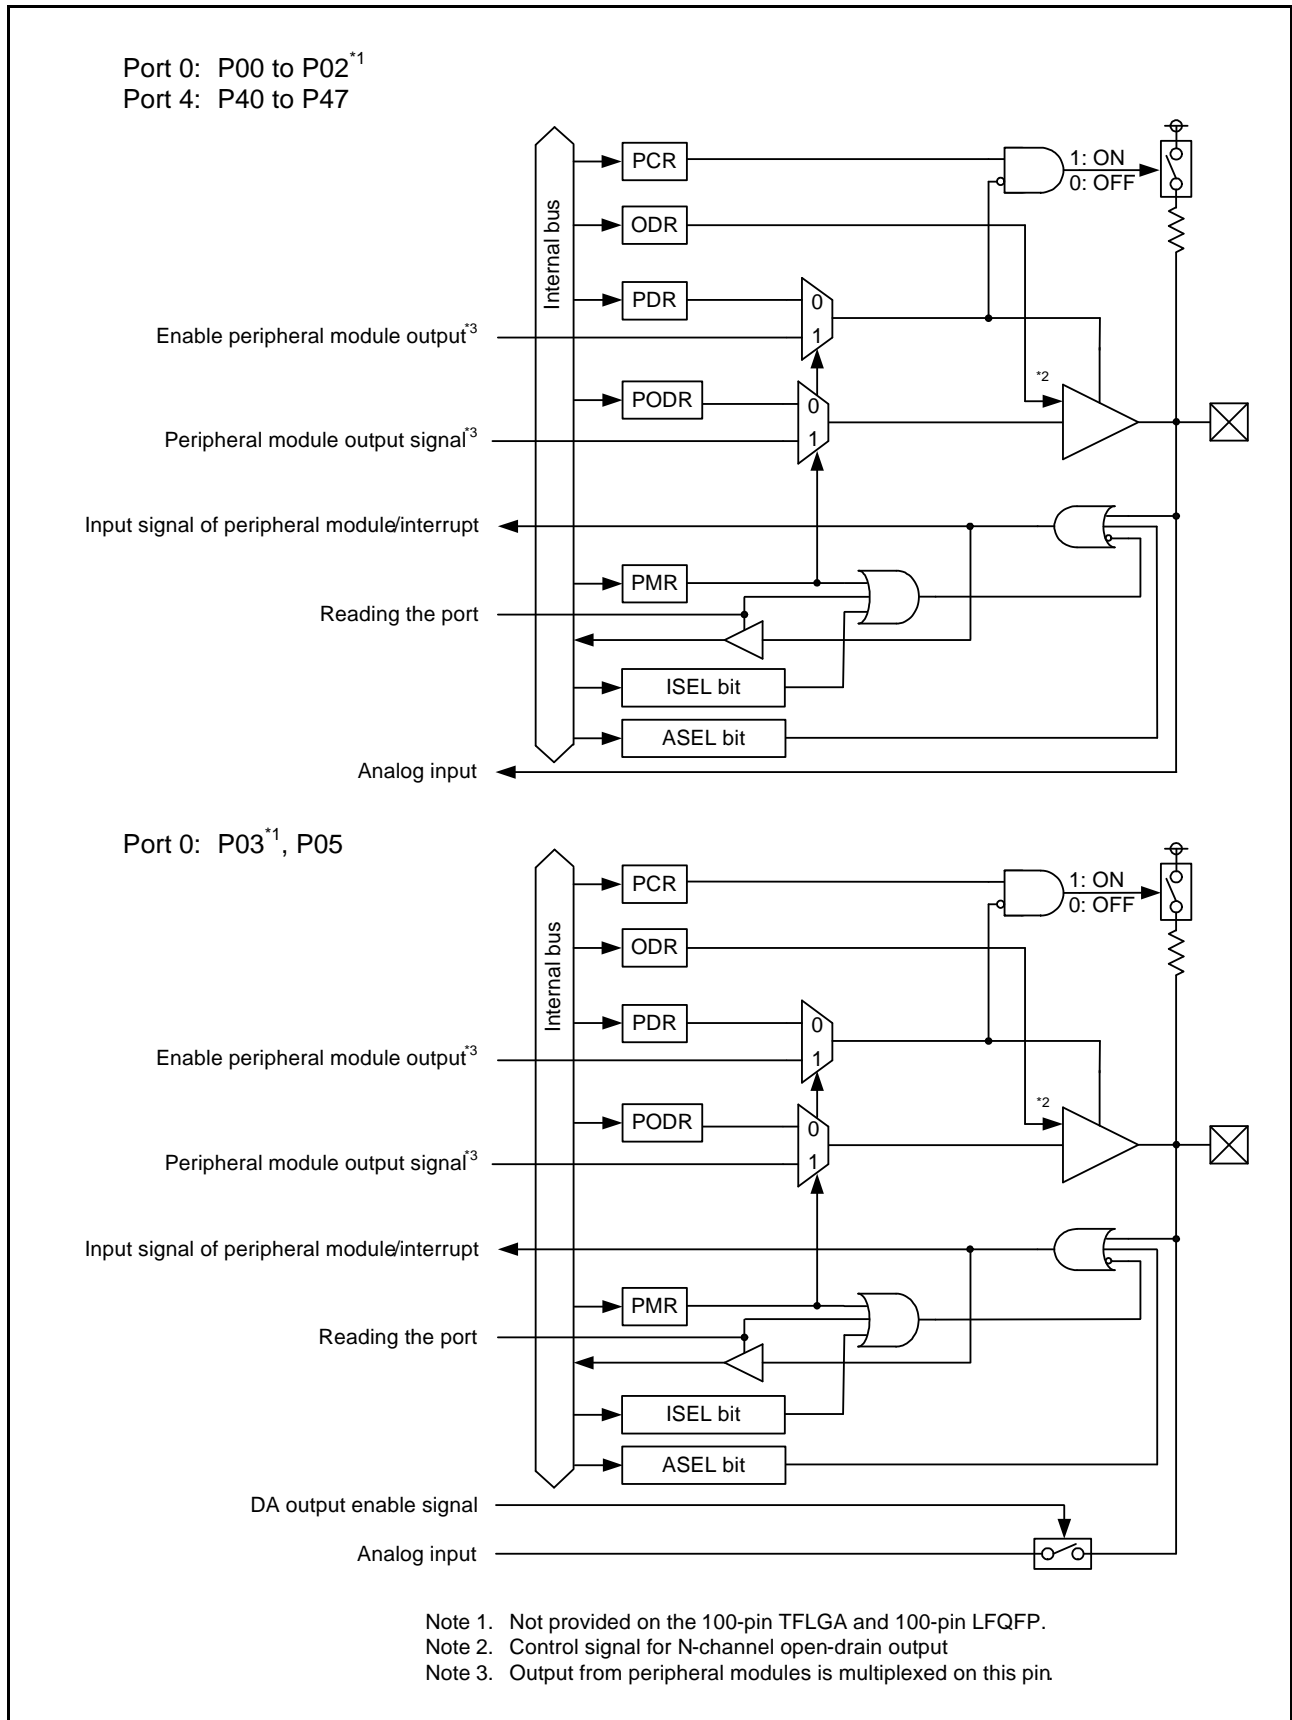 Port 0: P00 to P02*1
Port 4: P40 to P47
Internal bus
PCR
1: ON
0: OFF
ODR
PDR
0
1
Enable peripheral module output*3
PODR
0
1
*2
Peripheral module output signal*3
Input signal of peripheral module/interrupt
PMR
Reading the port
ISEL bit
ASEL bit
Analog input
Port 0: P03*1, P05
Internal bus
PCR
1: ON
0: OFF
ODR
PDR
0
1
Enable peripheral module output*3
PODR
0
1
*2
Peripheral module output signal*3
Input signal of peripheral module/interrupt
PMR
Reading the port
ISEL bit
ASEL bit
DA output enable signal
Analog input
Note 1. Not provided on the 100-pin TFLGA and 100-pin LFQFP.
Note 2. Control signal for N-channel open-drain output
Note 3. Output from peripheral modules is multiplexed on this pin.